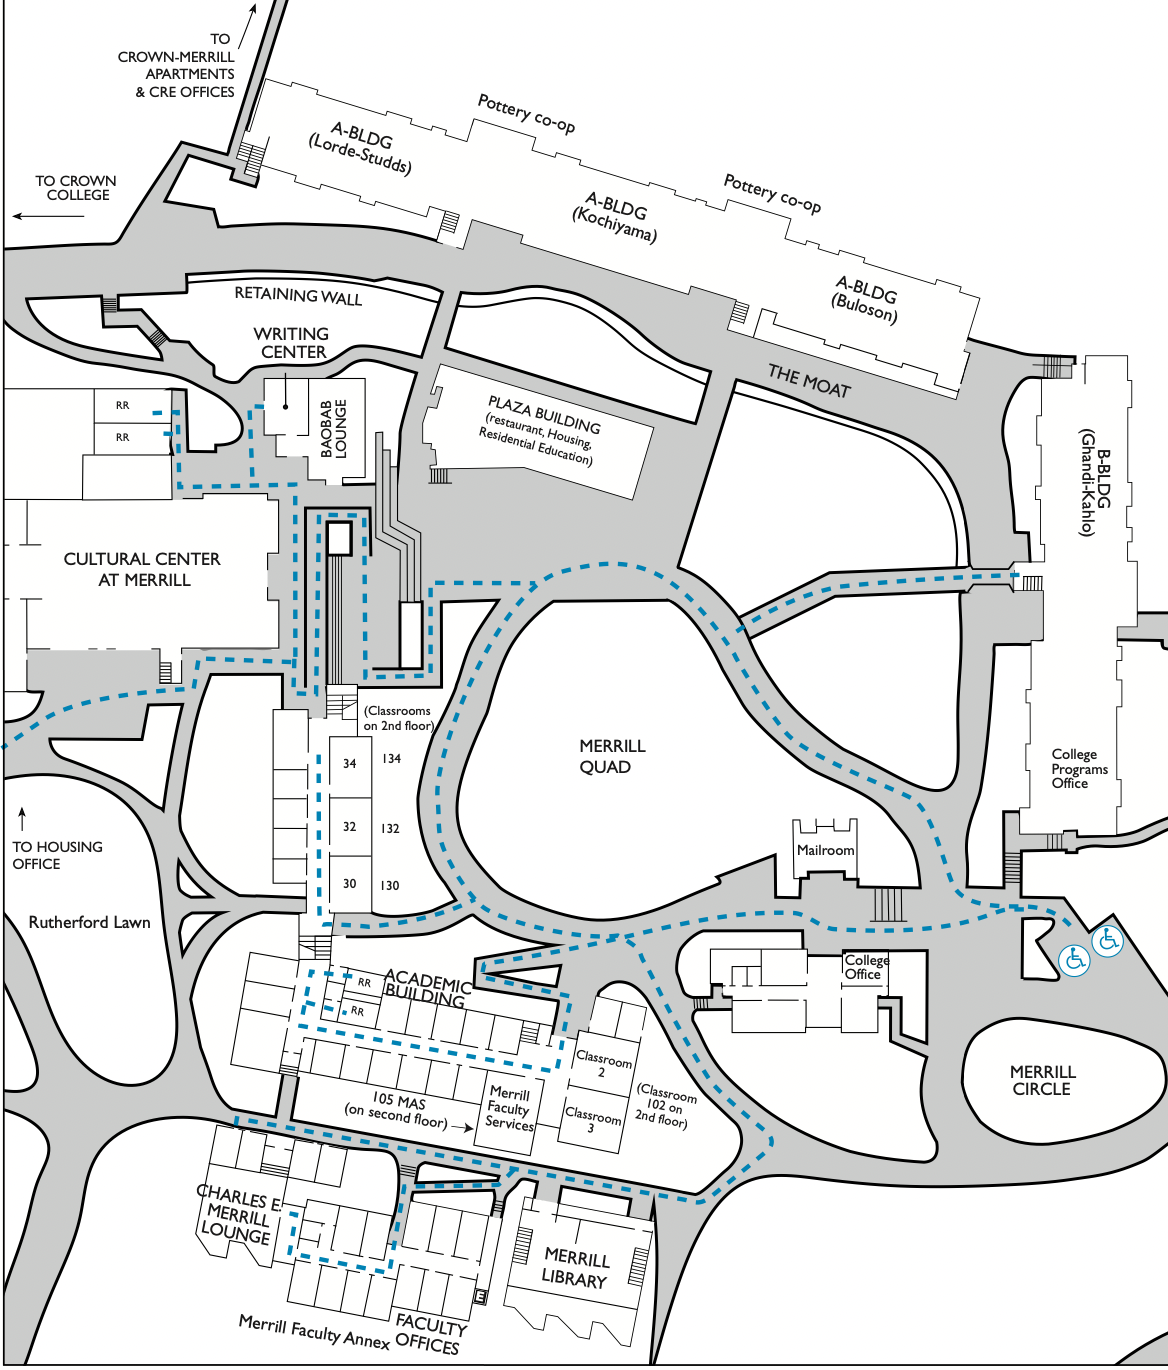 TO
CROWN-MERRILL
APARTMENTS
& CRE OFFICES
Pottery co-op
A-BLDG
(Lorde-Studds)
TO CROWN
COLLEGE
Pottery co-op
A-BLDG
(Kochiyama)
A-BLDG
(Buloson)
RETAINING WALL
WRITING
CENTER
THE MOAT
PLAZA BUILDING
(restaurant, Housing,
Residential Education)
BAOBAB
LOUNGE
RR
RR
B-BLDG
(Ghandi-Kahlo)
CULTURAL CENTER
AT MERRILL
(Classrooms
on 2nd floor)
34
134
MERRILL
QUAD
College
Programs
Office
32
132
TO HOUSING
OFFICE
Mailroom
30
130
Rutherford Lawn
College
Office
ACADEMIC
BUILDING
RR
RR
Classroom
2
MERRILL
CIRCLE
105 MAS
(on second floor)
Merrill
Faculty
Services
Classroom
3
(Classroom
102 on
2nd floor)
CHARLES E.
MERRILL
LOUNGE
MERRILL
LIBRARY
E
Merrill Faculty Annex
FACULTY
OFFICES